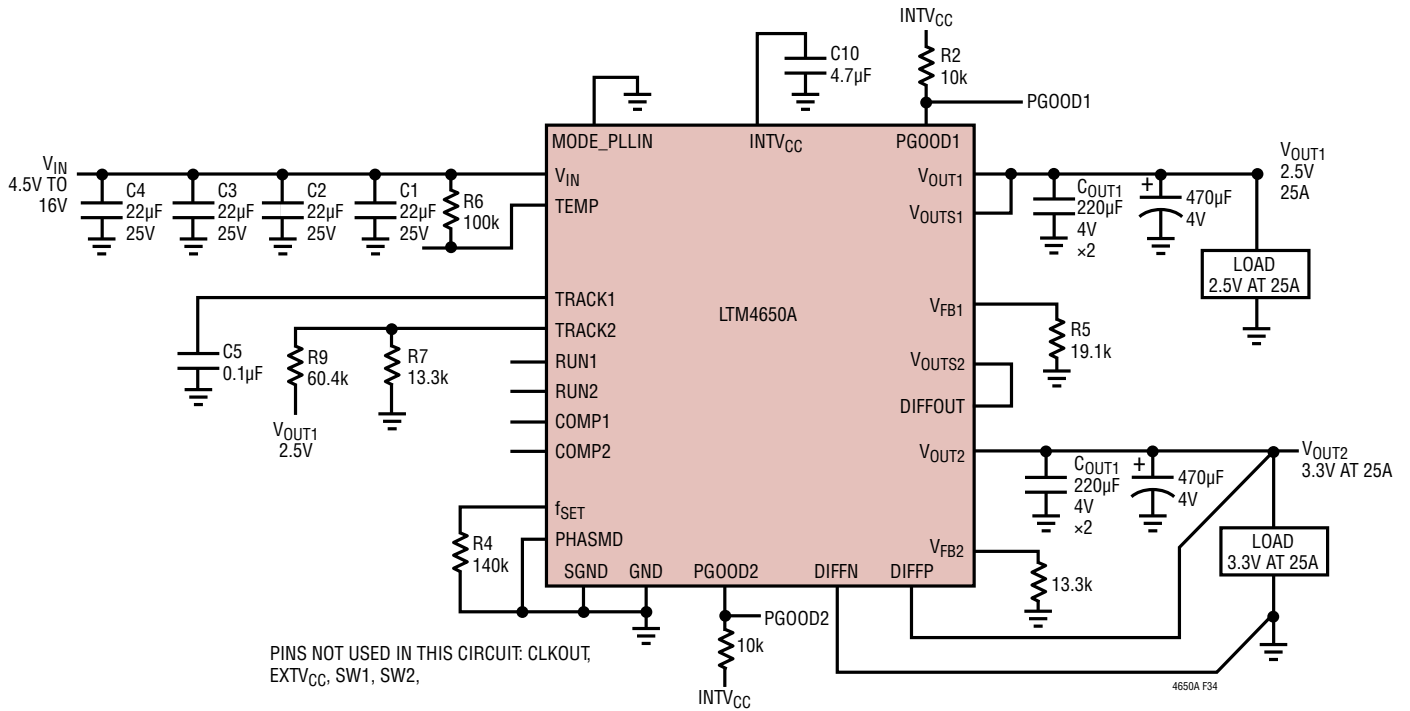 INTVCC
R2
10k
PGOOD1
C10
4.7µF
MODE_PLLIN
INTVCC
PGOOD1
VIN
4.5V TO
16V
C4
22µF
25V
C3
22µF
25V
C2
22µF
25V
C1
22µF
25V
R6
100k
VIN
TEMP
VOUT1
VOUTS1
COUT1
220µF
4V
×2
+
470µF
4V
VOUT1
2.5V
25A
LOAD
2.5V AT 25A
TRACK1
TRACK2
RUN1
RUN2
COMP1
COMP2
LTM4650A
VFB1
R5
19.1k
VOUTS2
DIFFOUT
C5
0.1µF
R9
60.4k
R7
13.3k
VOUT1
2.5V
VOUT2
COUT1
220µF
4V
×2
+
470µF
4V
VOUT2
3.3V AT 25A
LOAD
3.3V AT 25A
fSET
PHASMD
R4
140k
VFB2
13.3k
SGND
GND
PGOOD2
DIFFN
DIFFP
PGOOD2
10k
INTVCC
PINS NOT USED IN THIS CIRCUIT: CLKOUT,
EXTVCC, SW1, SW2,
4650A F34